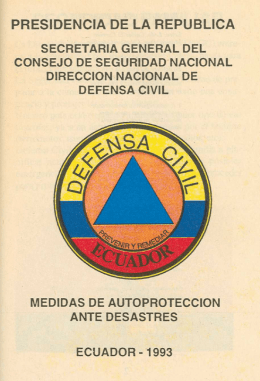 PRESIDENCIA DE LA REPUBLICA
SECRETARIA GENERAL DEL
CONSEJO DE SEGURIDAD NACIONAL
DIRECCION NACIONAL DE
DEFENSA CIVIL
DEFENSA CIVIL
PREVENIR Y REMEDIAR
ECUADOR
MEDIDAS DE AUTOPROTECCION
ANTE DESASTRES
ECUADOR - 1993